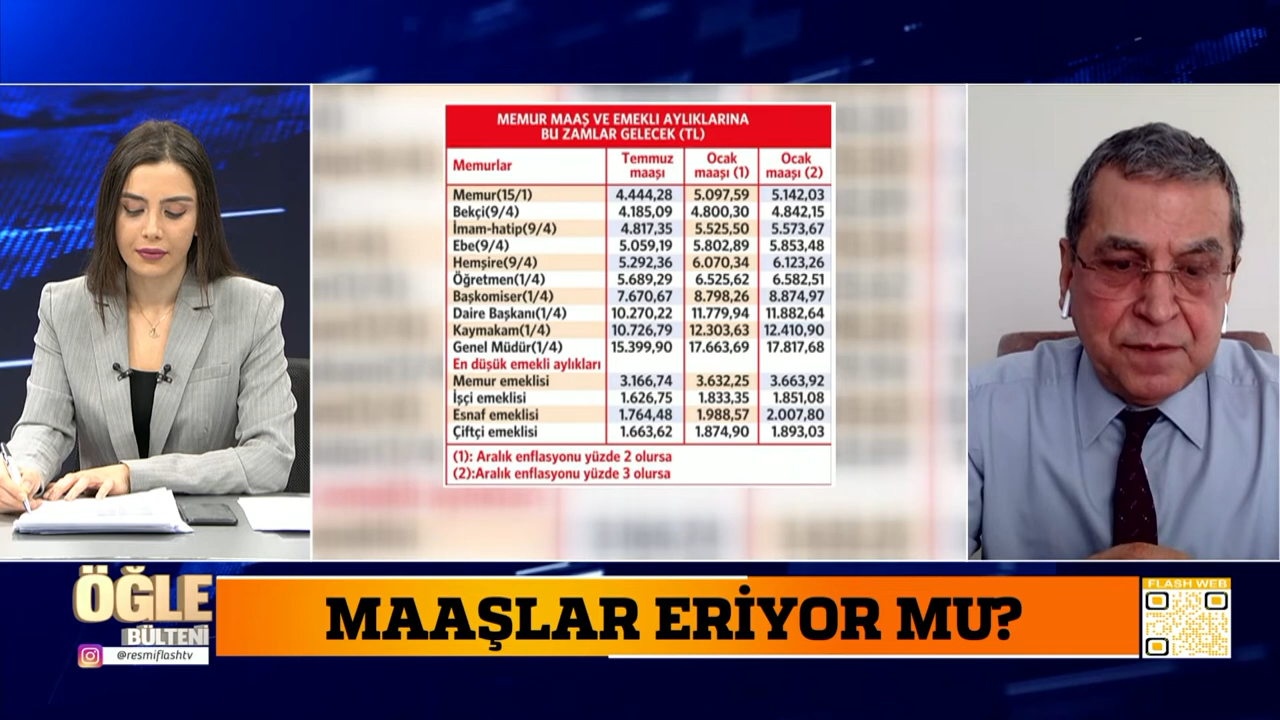 MEMUR MAAŞ VE EMEKLİ AYLIKLARINA
BU ZAMLAR GELECEK (TL)
Memurlar Temmuz maaşı Ocak maaşı (1) Ocak maaşı (2)
Memur(15/1) 4.444,28 5.097,59 5.142,03
Bekçi(9/4) 4.185,09 4.800,30 4.842,15
İmam-hatip(9/4) 4.817,35 5.525,50 5.573,67
Ebe(9/4) 5.059,19 5.802,89 5.853,48
Hemşire(9/4) 5.292,36 6.070,34 6.123,26
Öğretmen(1/4) 5.689,29 6.525,62 6.582,51
Başkomiser(1/4) 7.670,67 8.798,26 8.874,97
Daire Başkanı(1/4) 10.270,22 11.779,94 11.882,64
Kaymakam(1/4) 10.726,79 12.303,63 12.410,90
Genel Müdür(1/4) 15.399,90 17.663,69 17.817,68
En düşük emekli aylıkları
Memur emeklisi 3.166,74 3.632,25 3.663,92
İşçi emeklisi 1.626,75 1.833,35 1.851,08
Esnaf emeklisi 1.764,48 1.988,57 2.007,80
Çiftçi emeklisi 1.663,62 1.874,90 1.893,03
(1): Aralık enflasyonu yüzde 2 olursa
(2):Aralık enflasyonu yüzde 3 olursa
ÖĞLE
BÜLTENİ
@resmiflashtv
MAAŞLAR ERİYOR MU?
FLASH WEB